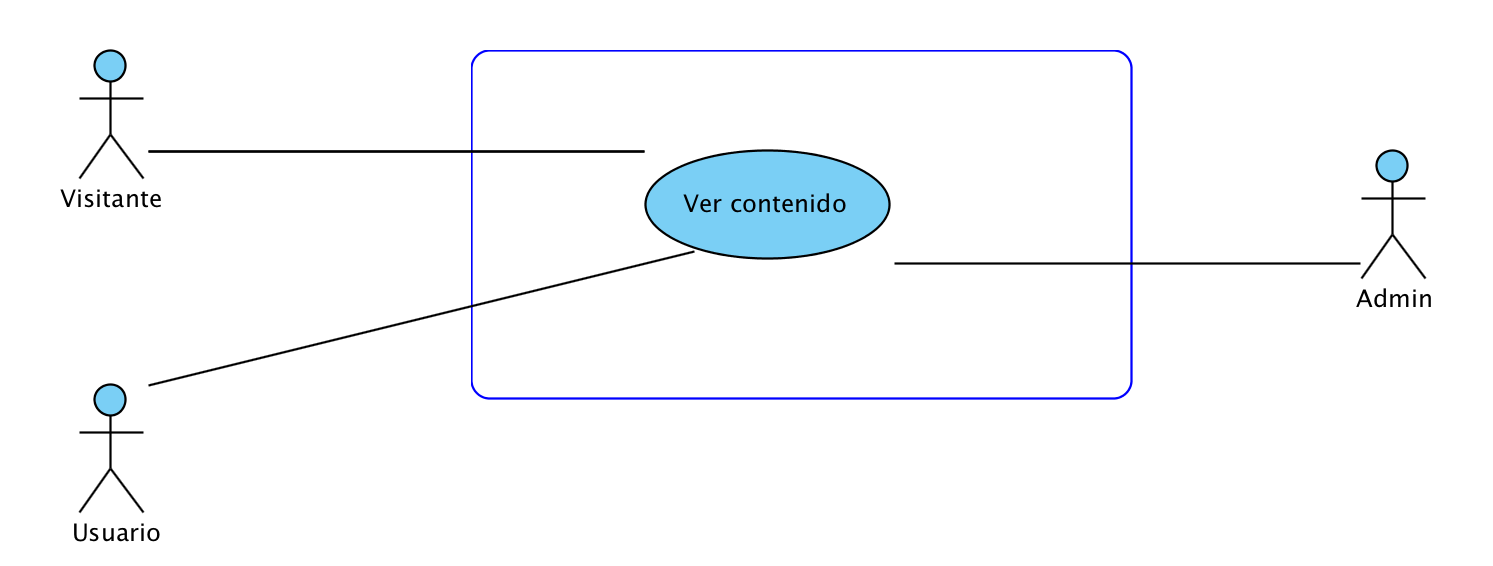 Visitante
Ver contenido
Admin
Usuario